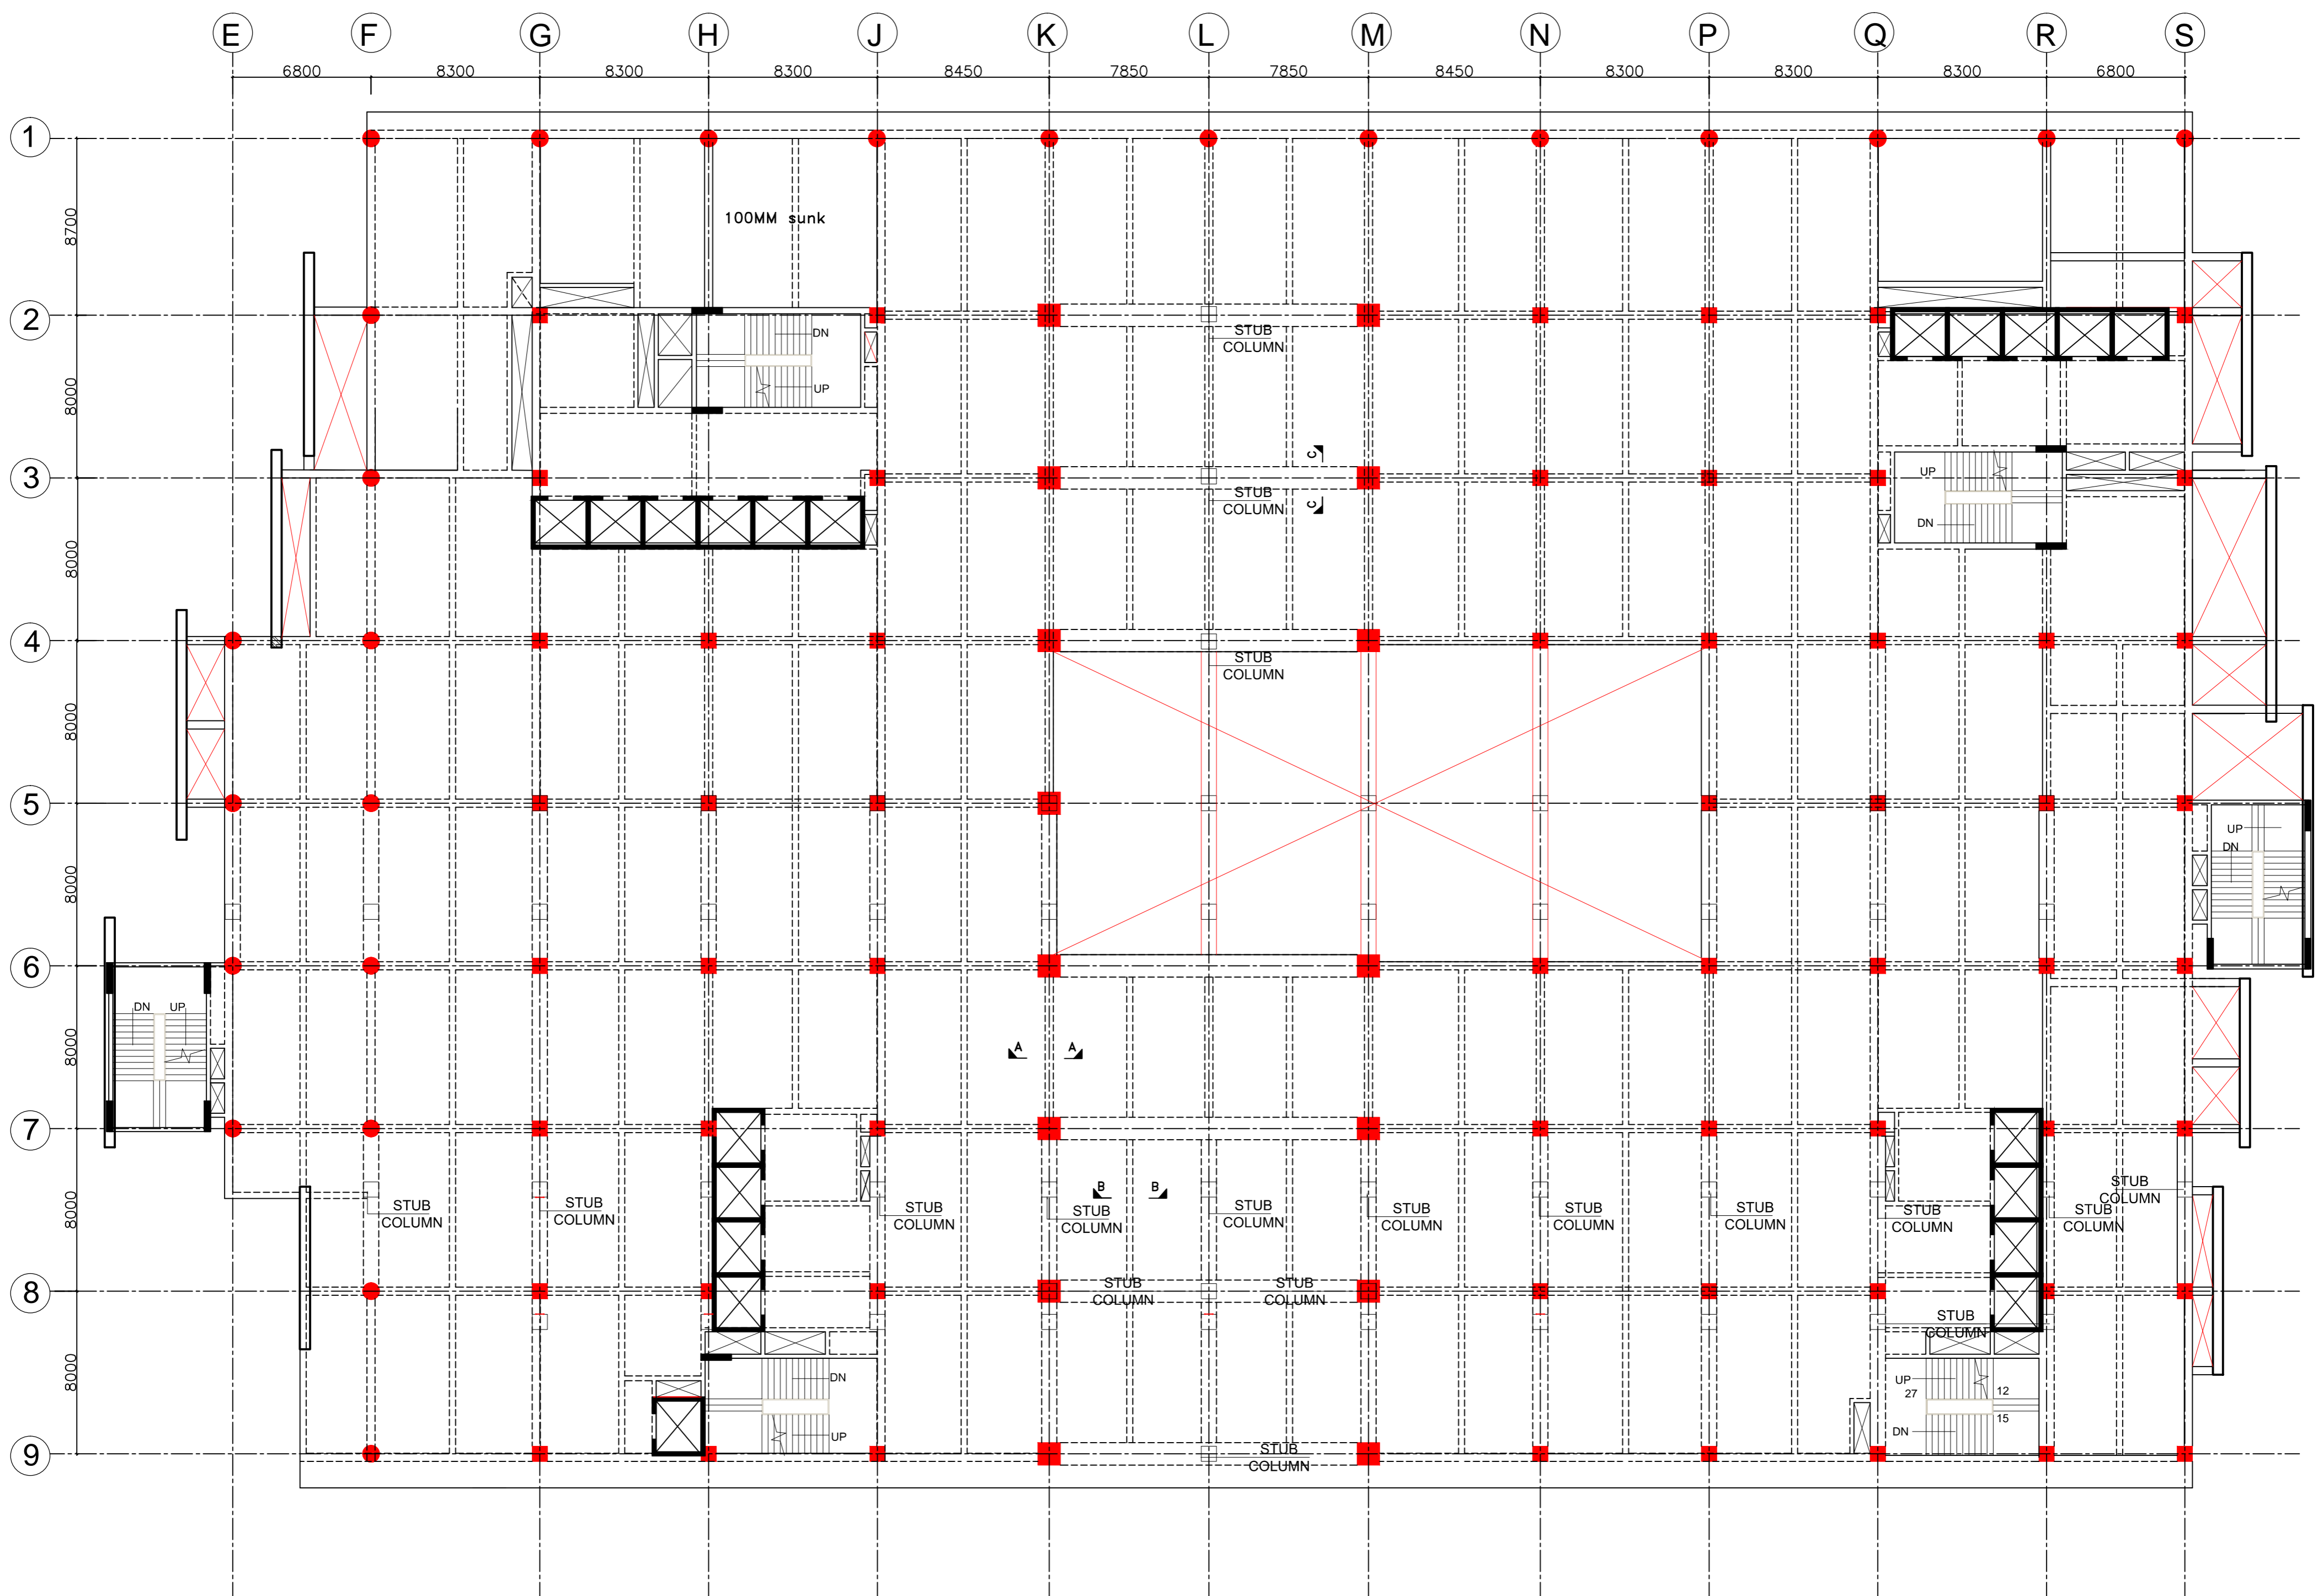 E F G H J K L M N P Q R S
6800 8300 8300 8300 8450 7850 7850 8450 8300 8300 8300 6800
1
8700
100MM sunk
2
DN
STUB
COLUMN
8000
UP
C
3
UP
STUB
COLUMN
C
DN
8000
4
STUB
COLUMN
8000
5
UP
DN
8000
6
DN UP
8000
A A
7
B B
STUB
COLUMN
STUB
COLUMN
STUB
COLUMN
STUB
COLUMN
STUB
COLUMN
STUB
COLUMN
STUB
COLUMN
STUB
COLUMN
STUB
COLUMN
STUB
COLUMN
STUB
COLUMN
8000
8
STUB
COLUMN
STUB
COLUMN
STUB
COLUMN
8000
DN
UP
27
12
15
UP
DN
9
STUB
COLUMN